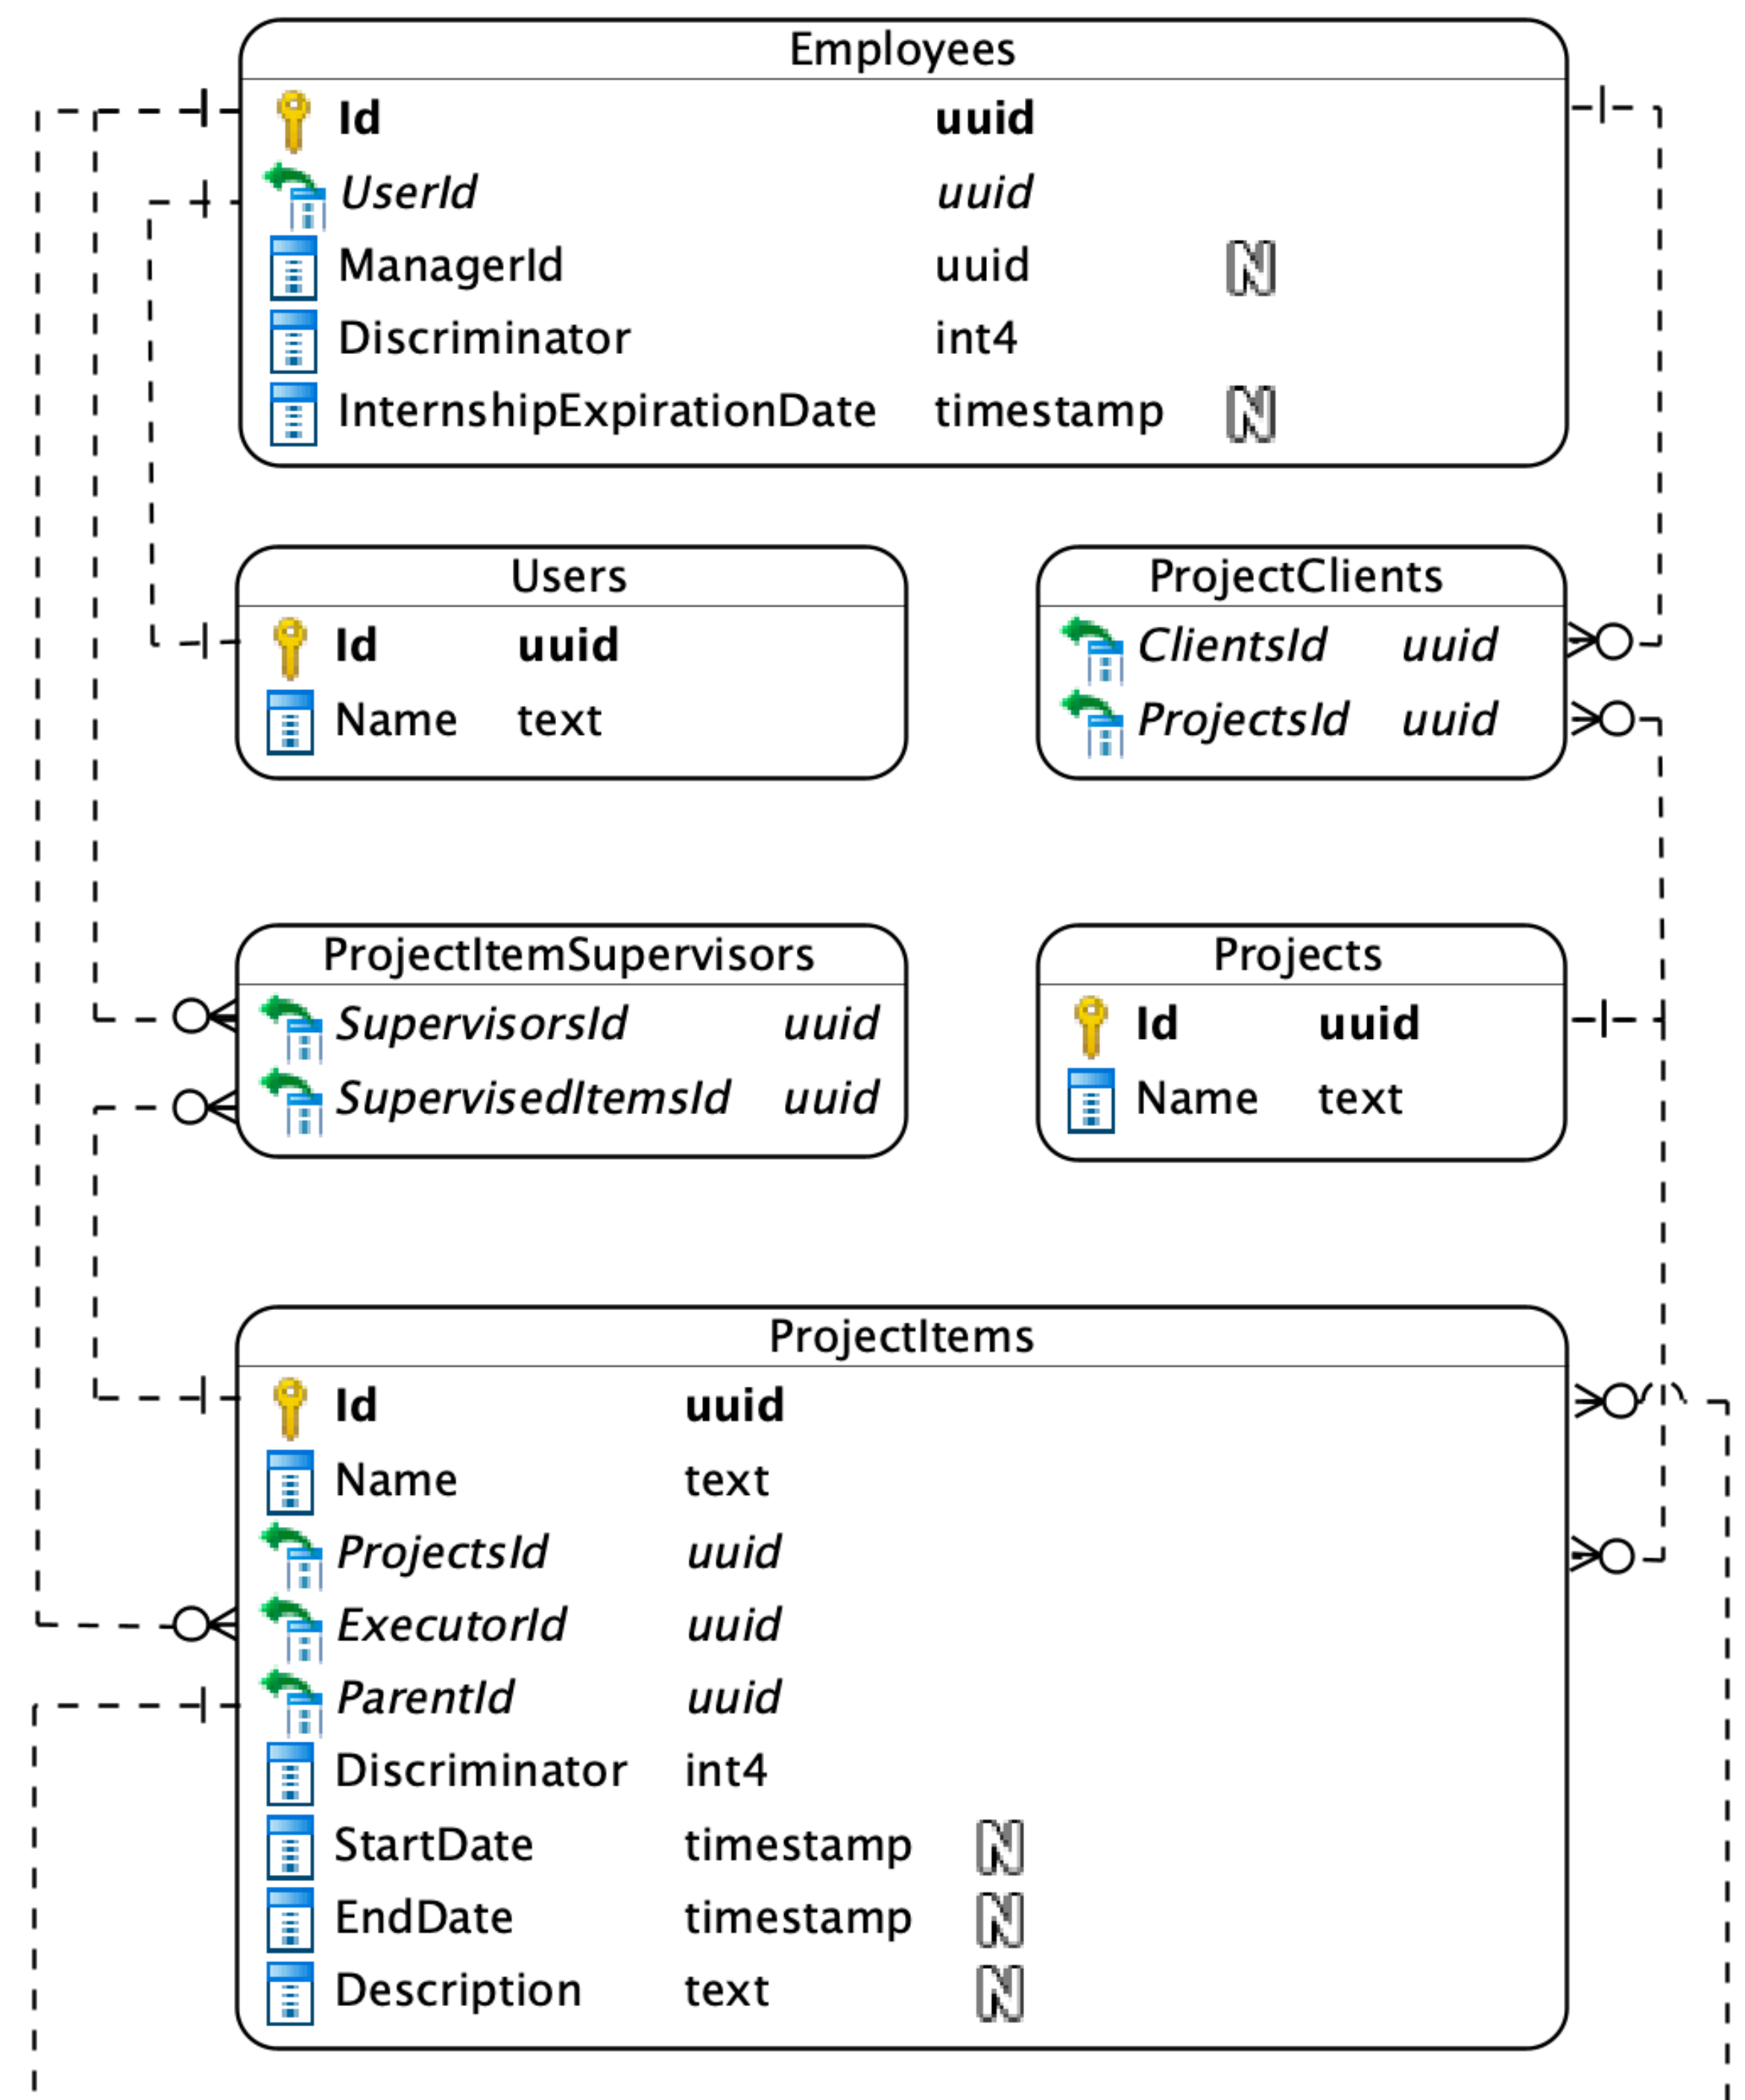 Employees
Id uuid
UserId uuid
ManagerId uuid N
Discriminator int4
InternshipExpirationDate timestamp N
Users
Id uuid
Name text
ProjectClients
ClientsId uuid
ProjectsId uuid
ProjectItemSupervisors
SupervisorsId uuid
SupervisedItemsId uuid
Projects
Id uuid
Name text
ProjectItems
Id uuid
Name text
ProjectsId uuid
ExecutorId uuid
ParentId uuid
Discriminator int4
StartDate timestamp N
EndDate timestamp N
Description text N